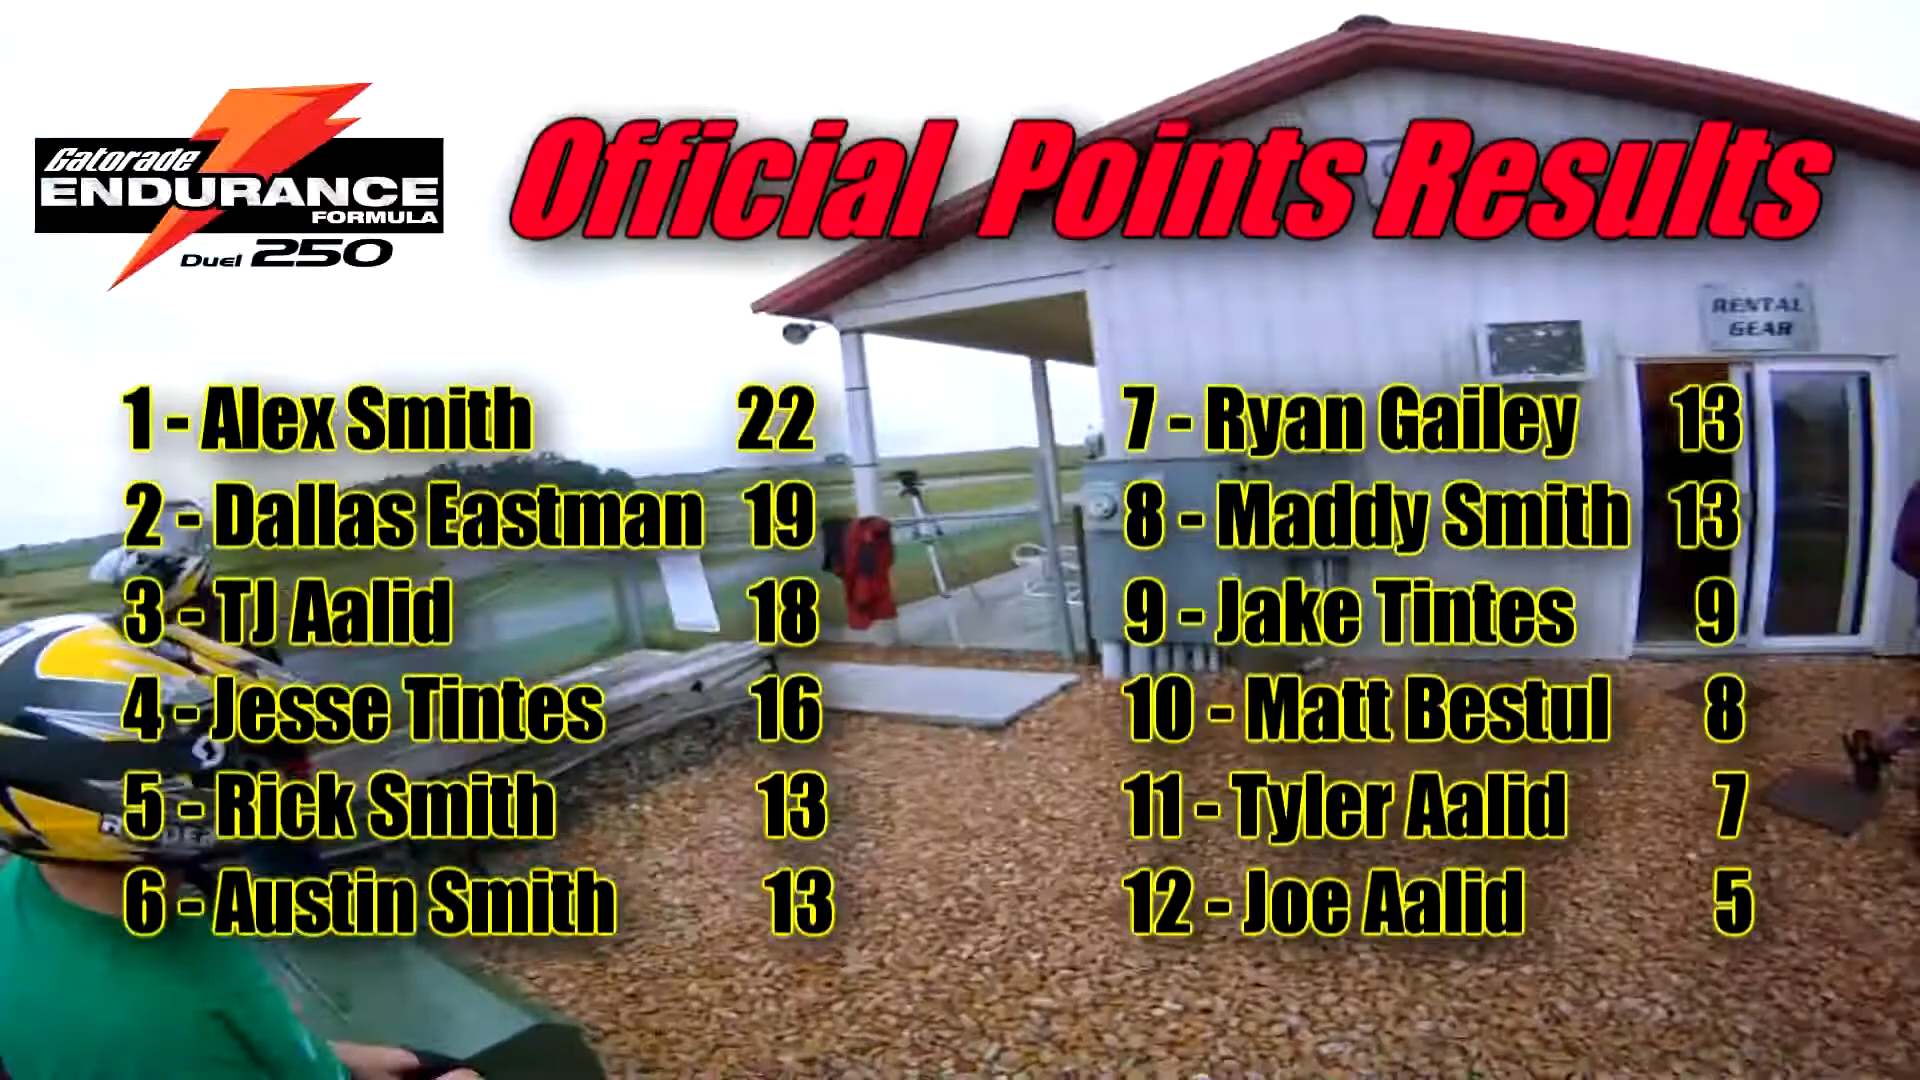 Gatorade
ENDURANCE
FORMULA
Duel 250
Official Points Results
RENTAL
GEAR
1 - Alex Smith 22
2 - Dallas Eastman 19
3 - TJ Aalid 18
4 - Jesse Tintes 16
5 - Rick Smith 13
6 - Austin Smith 13
7 - Ryan Gailey 13
8 - Maddy Smith 13
9 - Jake Tintes 9
10 - Matt Bestul 8
11 - Tyler Aalid 7
12 - Joe Aalid 5